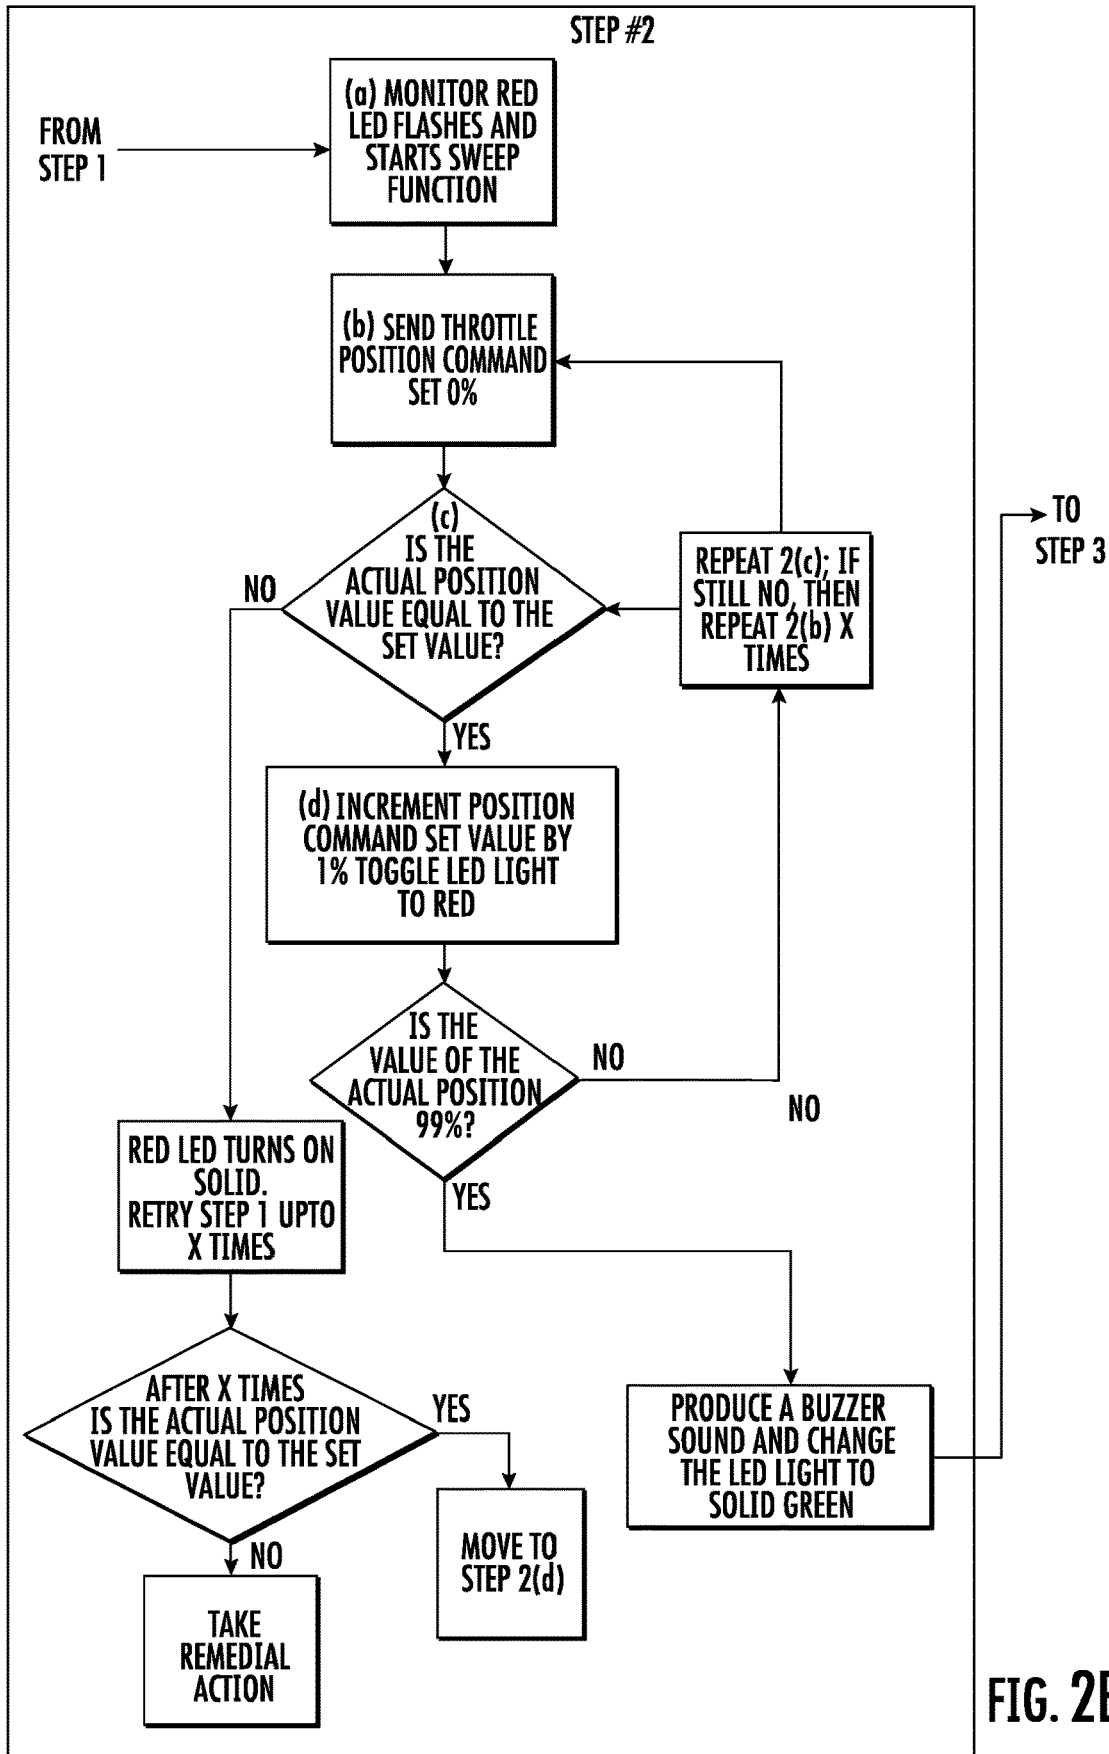 STEP #2
(a) MONITOR RED
LED FLASHES AND
STARTS SWEEP
FUNCTION
FROM
STEP 1
(b) SEND THROTTLE
POSITION COMMAND
SET 0%
(c)
IS THE
ACTUAL POSITION
VALUE EQUAL TO THE
SET VALUE?
NO
REPEAT 2(c); IF
STILL NO, THEN
REPEAT 2(b) X
TIMES
TO
STEP 3
YES
(d) INCREMENT POSITION
COMMAND SET VALUE BY
1% TOGGLE LED LIGHT
TO RED
IS THE
VALUE OF THE
ACTUAL POSITION
99%?
NO
NO
YES
RED LED TURNS ON
SOLID.
RETRY STEP 1 UPTO
X TIMES
AFTER X TIMES
IS THE ACTUAL POSITION
VALUE EQUAL TO THE SET
VALUE?
YES
NO
MOVE TO
STEP 2(d)
TAKE
REMEDIAL
ACTION
PRODUCE A BUZZER
SOUND AND CHANGE
THE LED LIGHT TO
SOLID GREEN
FIG. 2B